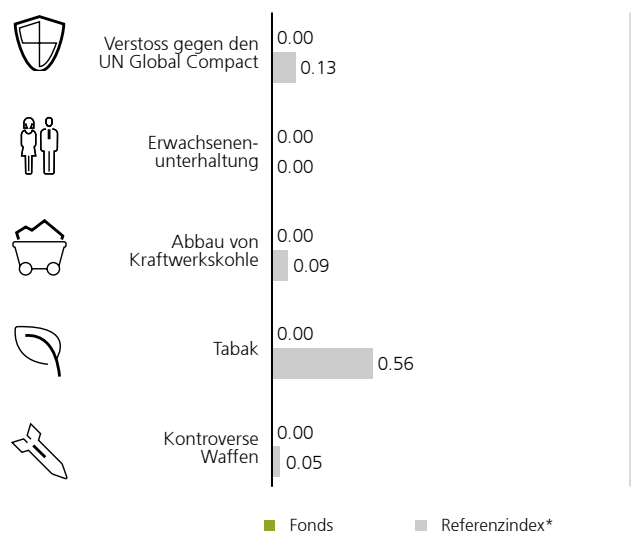 Verstoss gegen den
UN Global Compact
0.00
0.13
Erwachsenen-
unterhaltung
0.00
0.00
Abbau von
Kraftwerkskohle
0.00
0.09
Tabak
0.00
0.56
Kontroverse
Waffen
0.00
0.05
Fonds
Referenzindex*